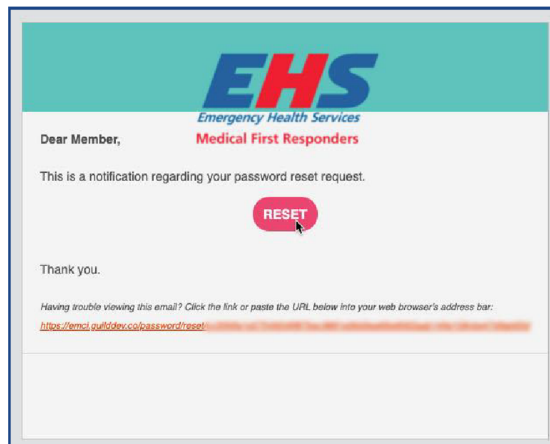 EHS
Emergency Health Services
Medical First Responders
Dear Member,
This is a notification regarding your password reset request.
RESET
Thank you.
Having trouble viewing this email? Click the link or paste the URL below into your web browser's address bar:
https://emci.guilddev.co/password/reset/